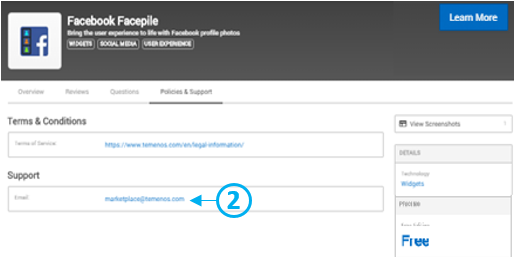 Facebook Facepile
Bring the user experience to life with Facebook profile photos
WIDGETS SOCIAL MEDIA USER EXPERIENCE
Learn More
Overview Reviews Questions Policies & Support
Terms & Conditions
Terms of Service: https://www.temenos.com/en/legal-information/
Support
Email: marketplace@temenos.com
2
View Screenshots
DETAILS
Technology
Widgets
Free